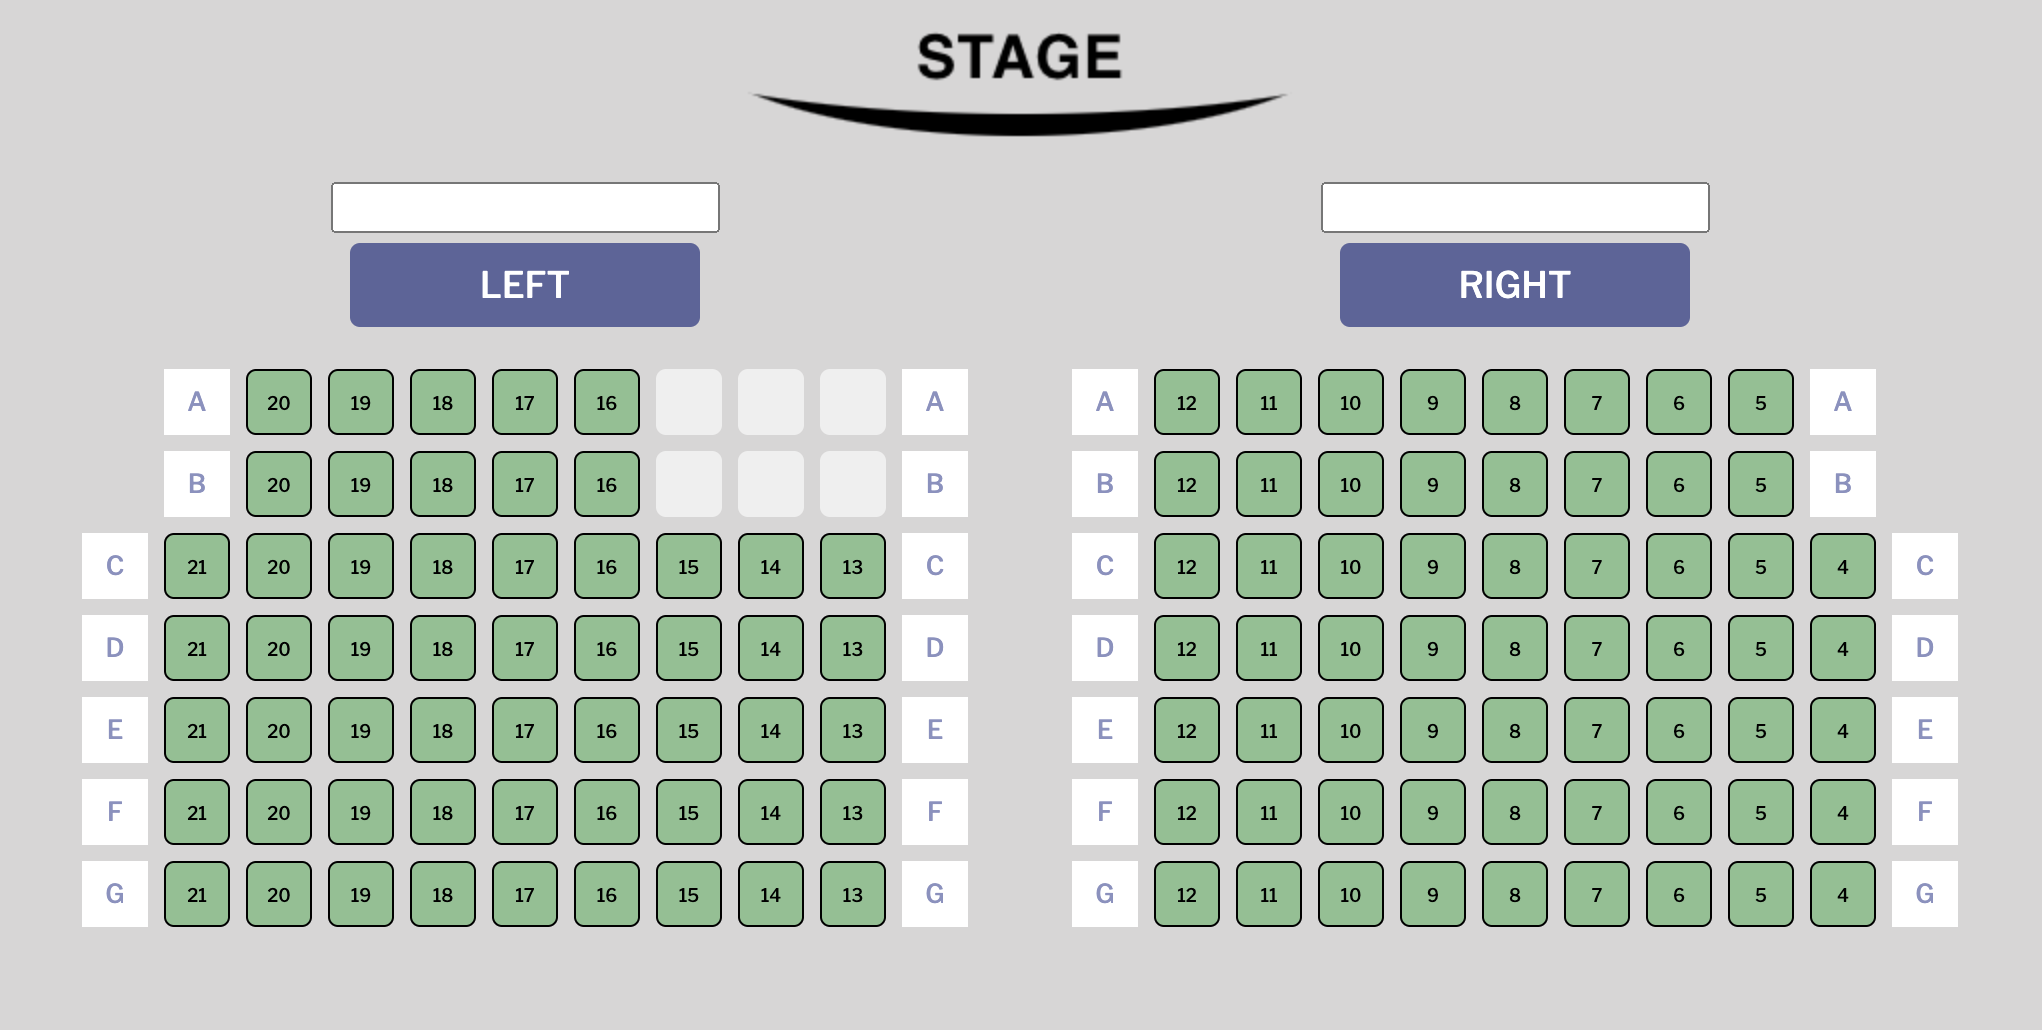 STAGE
LEFT RIGHT
A 20 19 18 17 16 A A 12 11 10 9 8 7 6 5 A
B 20 19 18 17 16 B B 12 11 10 9 8 7 6 5 B
C 21 20 19 18 17 16 15 14 13 C C 12 11 10 9 8 7 6 5 4 C
D 21 20 19 18 17 16 15 14 13 D D 12 11 10 9 8 7 6 5 4 D
E 21 20 19 18 17 16 15 14 13 E E 12 11 10 9 8 7 6 5 4 E
F 21 20 19 18 17 16 15 14 13 F F 12 11 10 9 8 7 6 5 4 F
G 21 20 19 18 17 16 15 14 13 G G 12 11 10 9 8 7 6 5 4 G